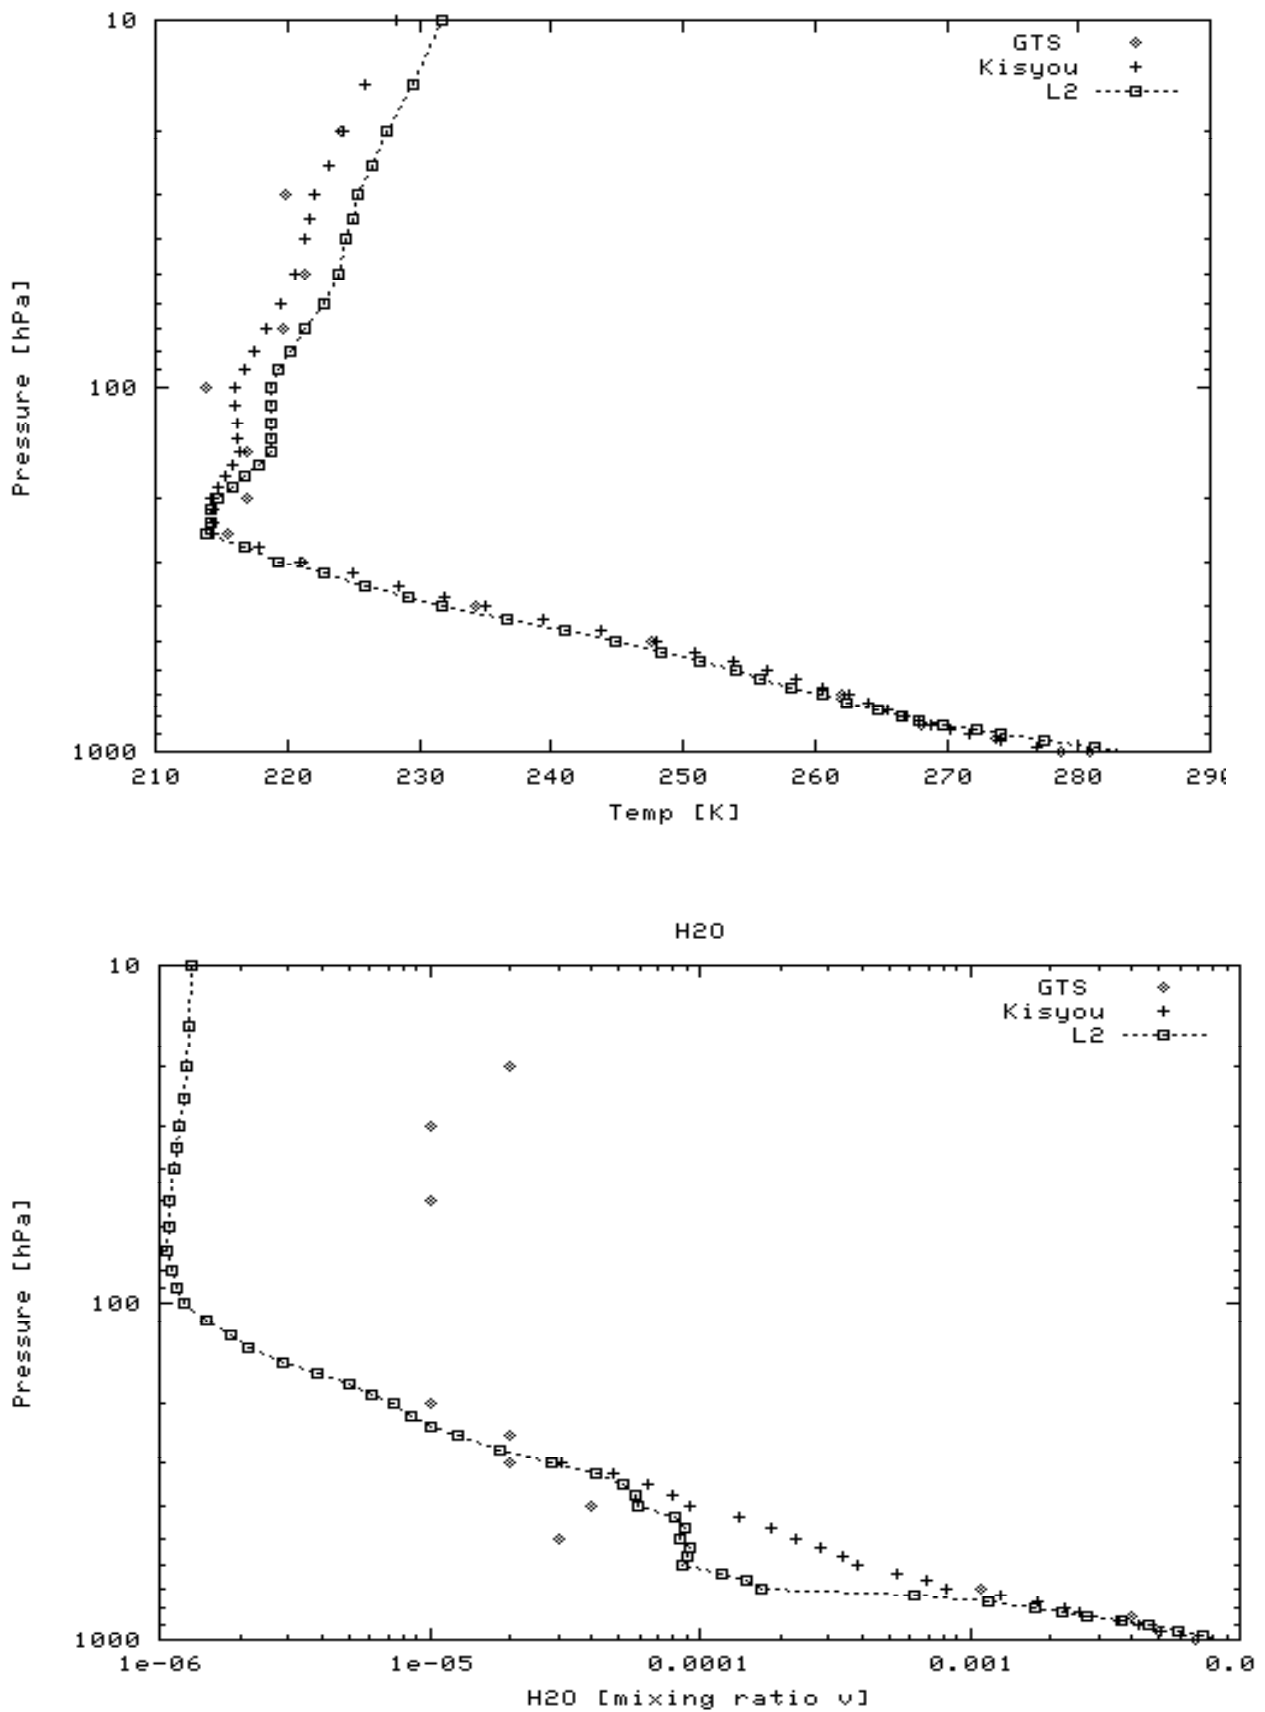 10
GTS
Kisyou
L2
Pressure [hPa]
100
1000
210 220 230 240 250 260 270 280 290
Temp [K]
H2O
10
GTS
Kisyou
L2
Pressure [hPa]
100
1000
1e-06 1e-05 0.0001 0.001 0.0
H2O [mixing ratio v]